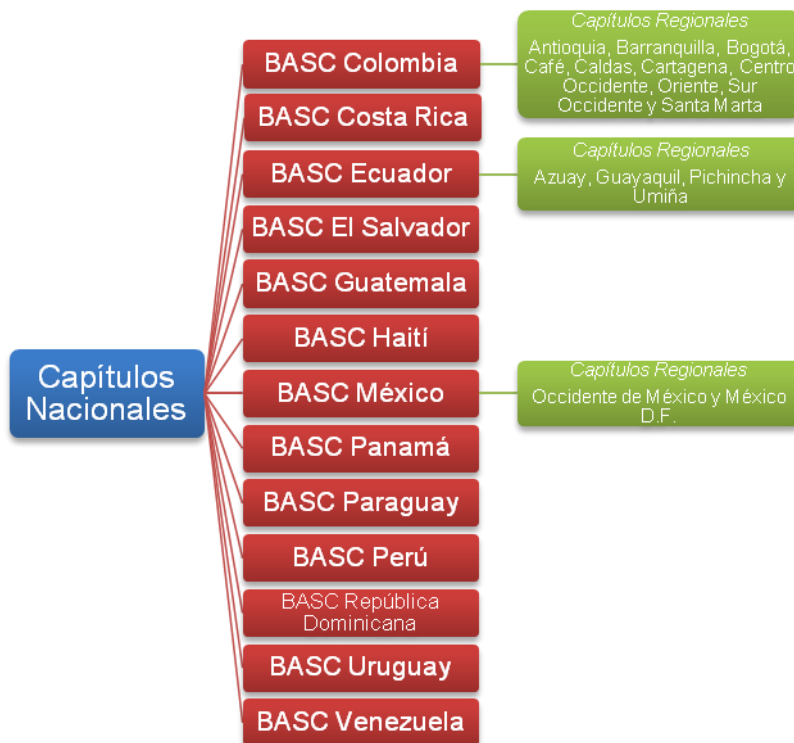 Capítulos
Nacionales
BASC Colombia
Capítulos Regionales
Antioquia, Barranquilla, Bogotá,
Café, Caldas, Cartagena, Centro
Occidente, Oriente, Sur
Occidente y Santa Marta
BASC Costa Rica
BASC Ecuador
Capítulos Regionales
Azuay, Guayaquil, Pichincha y
Umiña
BASC El Salvador
BASC Guatemala
BASC Haití
BASC México
Capítulos Regionales
Occidente de México y México
D.F.
BASC Panamá
BASC Paraguay
BASC Perú
BASC República
Dominicana
BASC Uruguay
BASC Venezuela